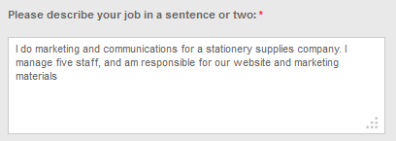 Please describe your job in a sentence or two: *
I do marketing and communications for a stationery supplies company. I
manage five staff, and am responsible for our website and marketing
materials